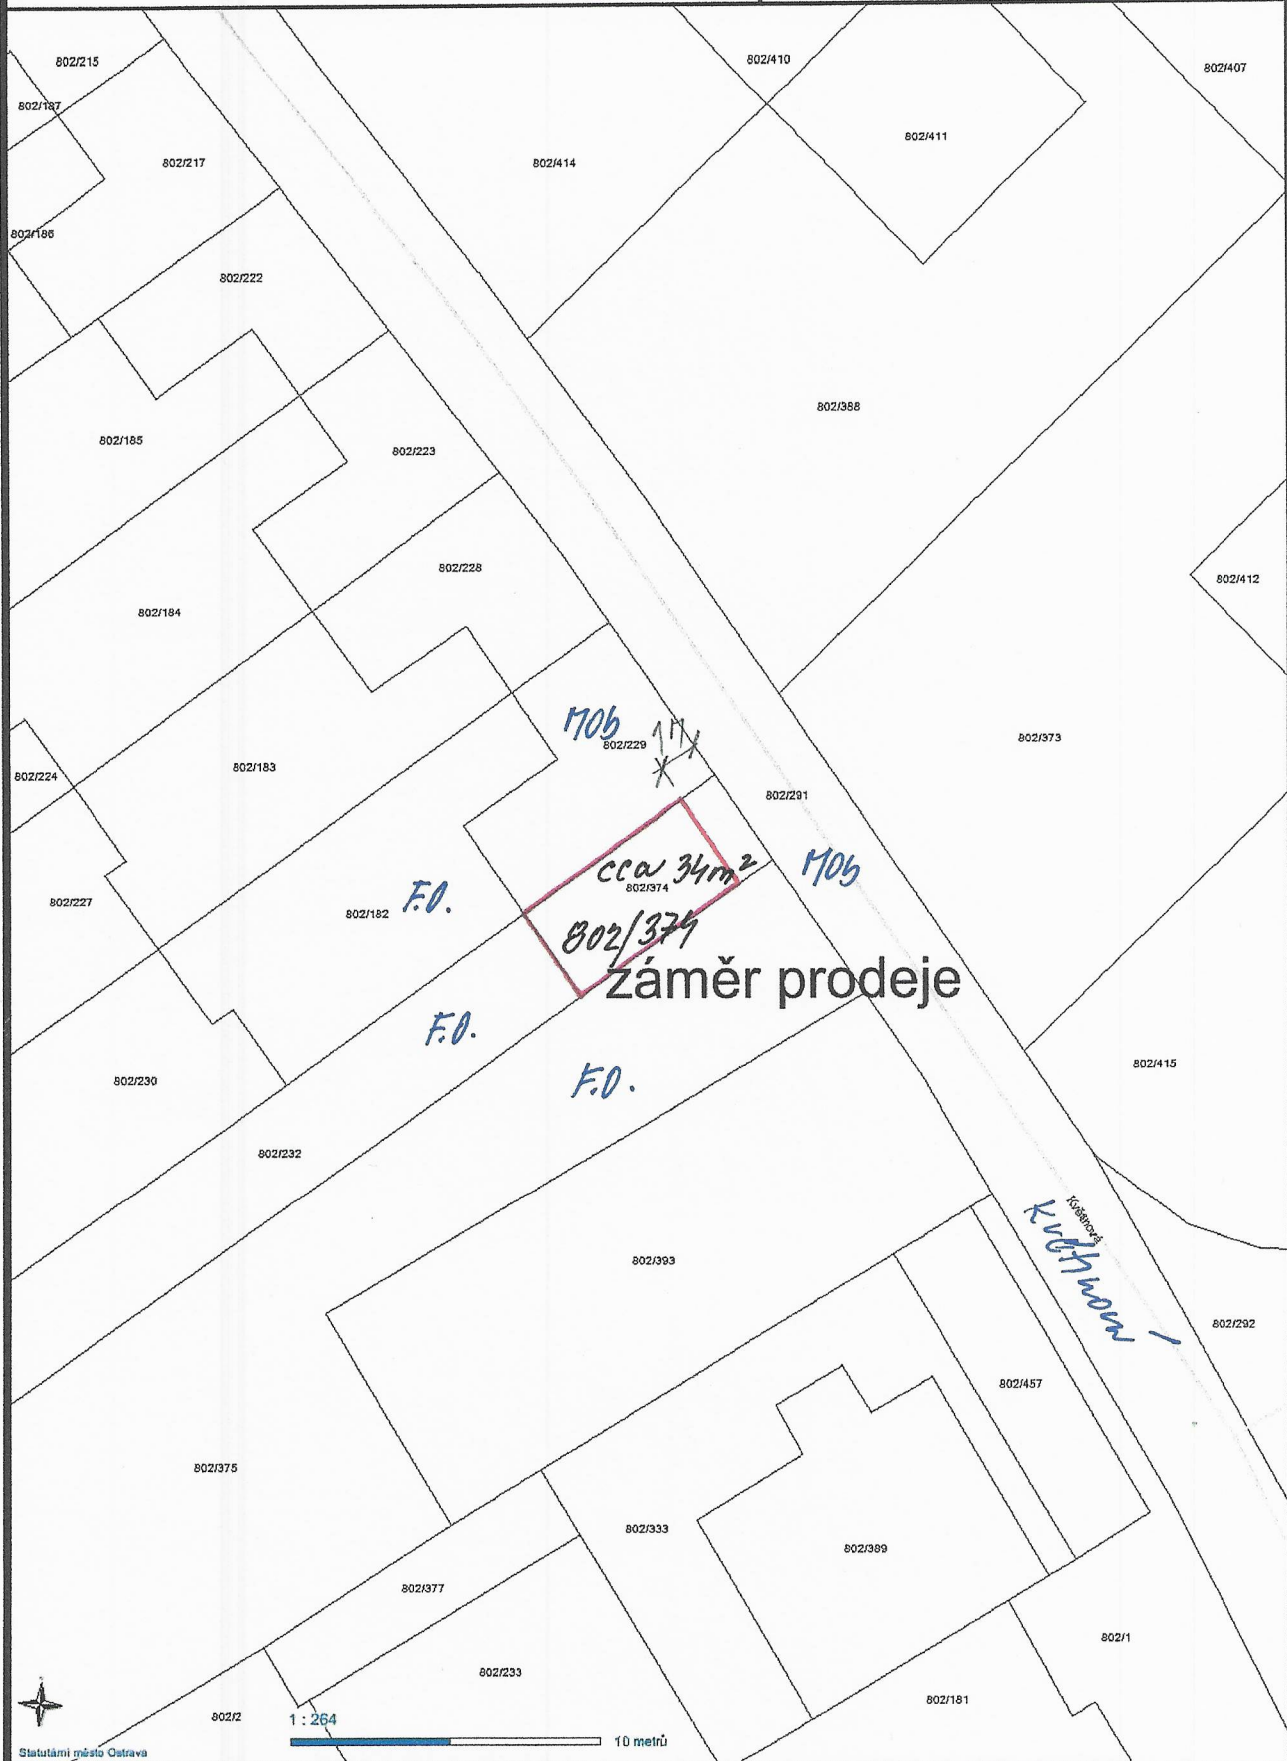 802/215
802/410
802/407
802/187
802/411
802/217
802/414
802/186
802/222
802/388
802/185
802/223
802/228
802/412
802/184
MOb
1M
802/229
802/373
802/183
802/224
802/291
cca 34m²
MOb
802/374
F.O.
802/227
802/182
802/374
záměr prodeje
F.O.
802/415
802/230
F.O.
802/232
Květnová
Květnová
802/393
802/292
802/457
802/375
802/333
802/389
802/377
802/1
802/233
802/181
802/2
1 : 264
10 metrů
Statutární město Ostrava